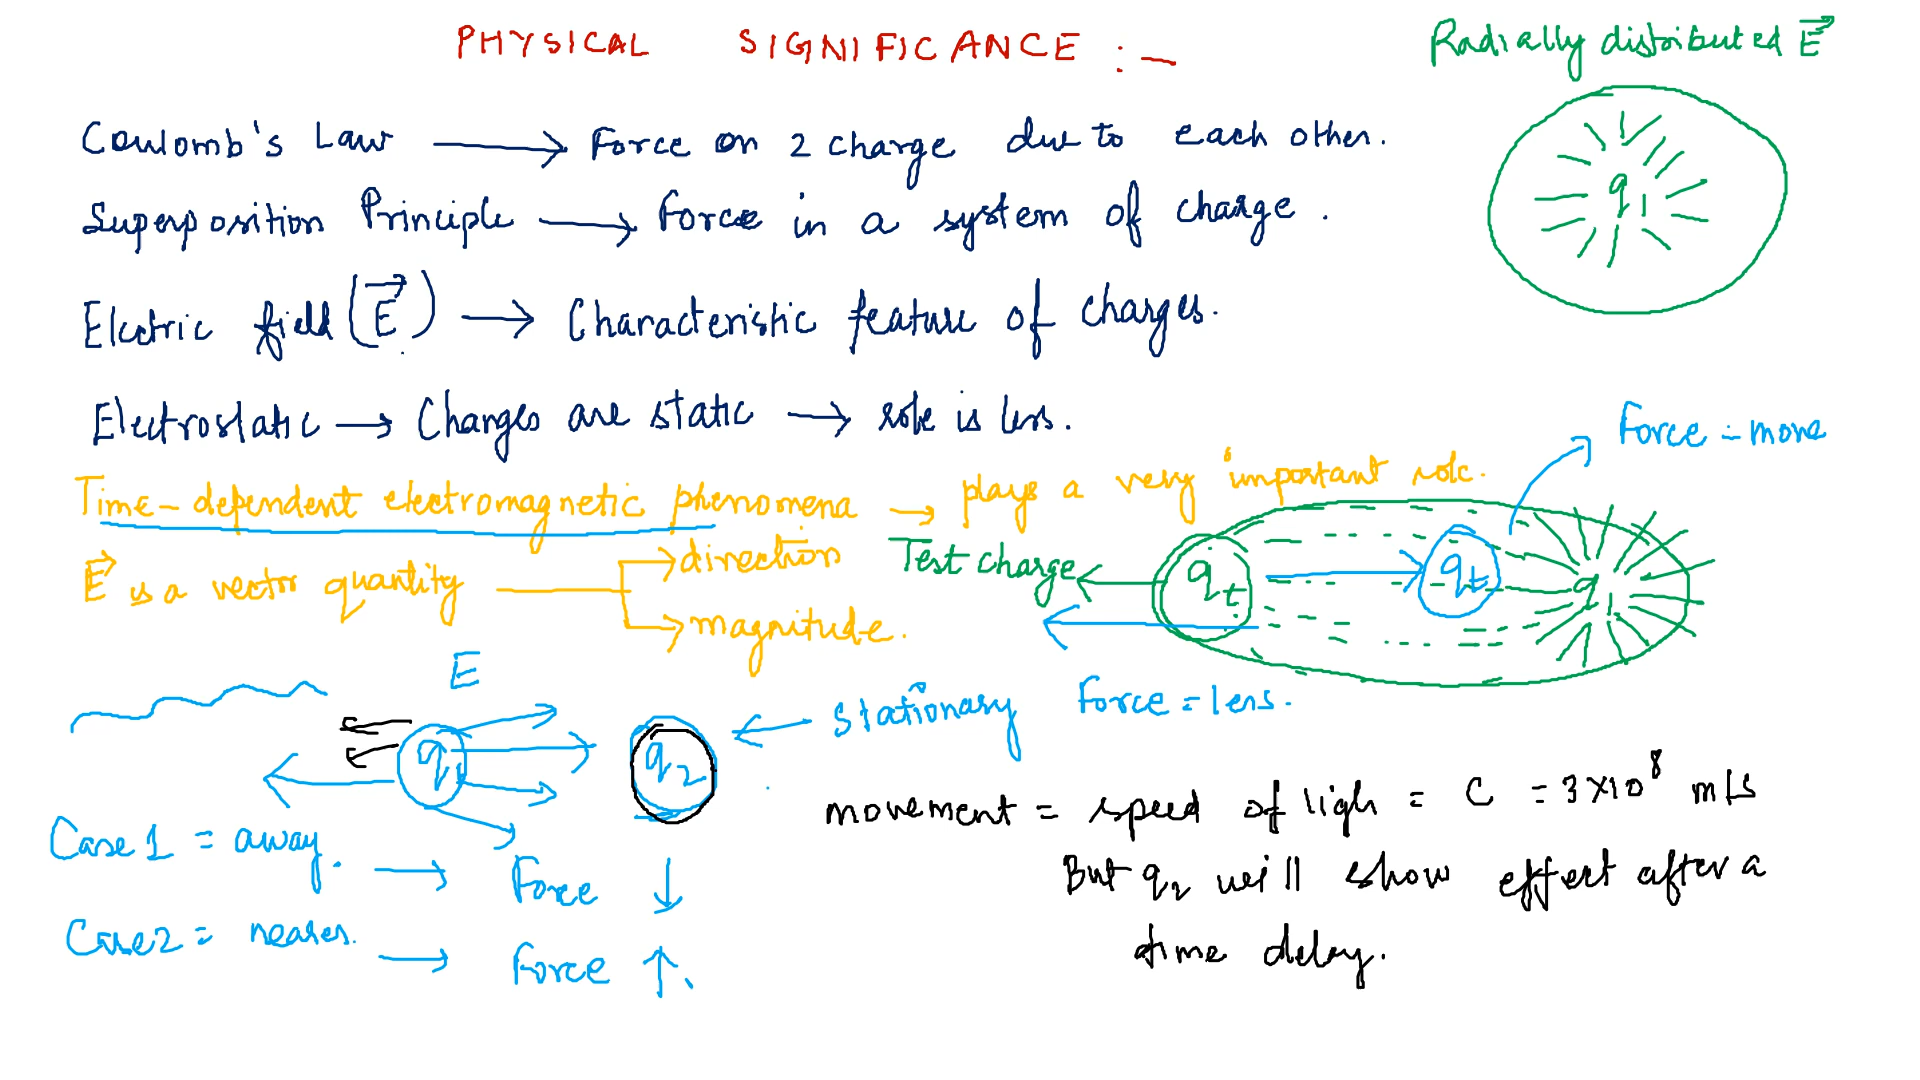 PHYSICAL SIGNIFICANCE :-
Radially distributed E
q1
Coulomb's Law → Force on 2 charge due to each other.
Superposition Principle → Force in a system of charge.
Electric field (E) → Characteristic feature of charges.
Electrostatic → Charges are static → role is less.
Force = more
Time-dependent electromagnetic phenomena → plays a very important role.
E is a vector quantity → direction
→ magnitude.
Test charge
qt
qt
q1
Force = less.
E
q1
q2
← stationary
Case 1 = away. → Force ↓
Case 2 = nearer. → Force ↑
movement = speed of ligh = C = 3×10⁸ m/s
But q2 will show effect after a
time delay.